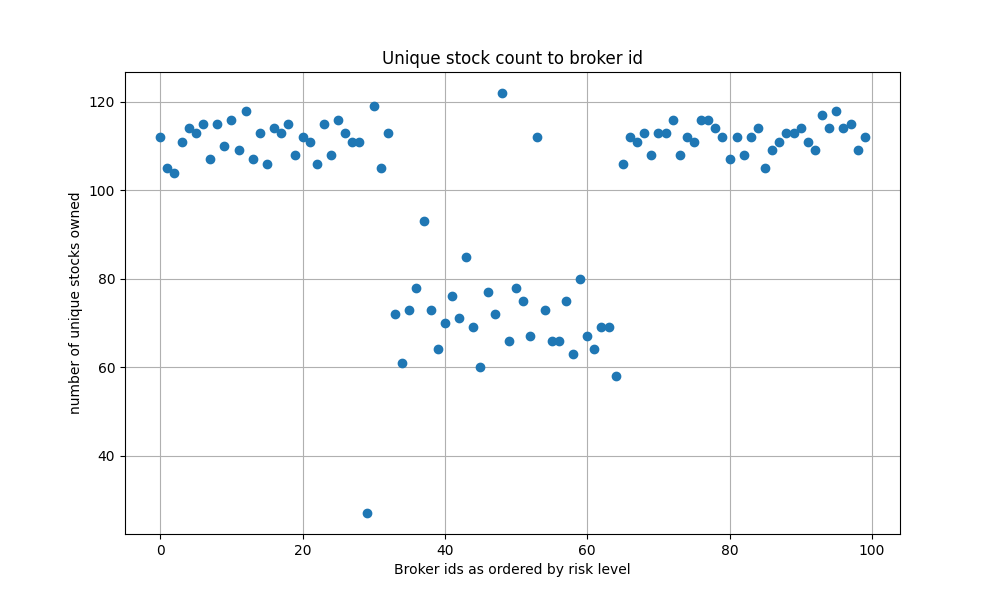 Unique stock count to broker id
number of unique stocks owned
120
100
80
60
40
0 20 40 60 80 100
Broker ids as ordered by risk level